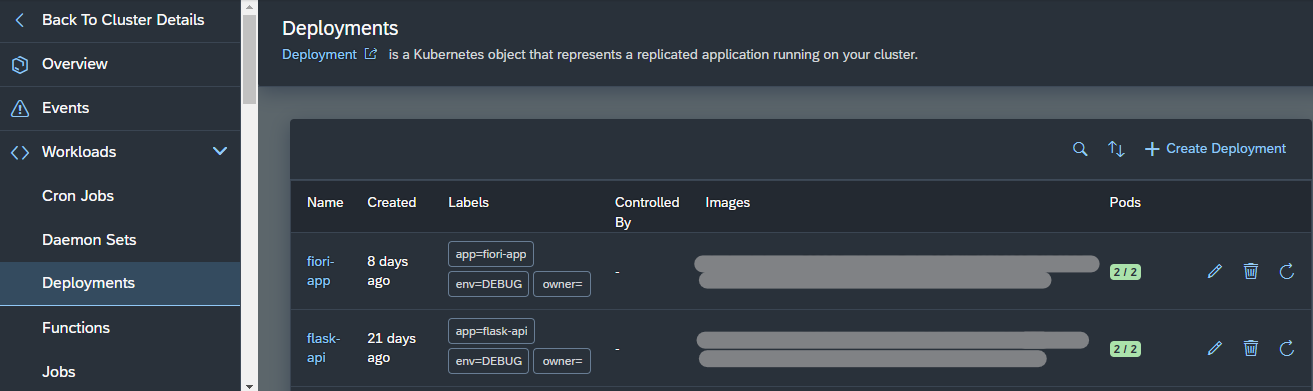 Back To Cluster Details
Overview
Events
Workloads
Cron Jobs
Daemon Sets
Deployments
Functions
Jobs
Deployments
Deployment is a Kubernetes object that represents a replicated application running on your cluster.
Create Deployment
Name Created Labels Controlled By Images Pods
fiori-
app
8 days
ago
app=fiori-app
env=DEBUG owner=
-
2 / 2
flask-
api
21 days
ago
app=flask-api
env=DEBUG owner=
-
2 / 2